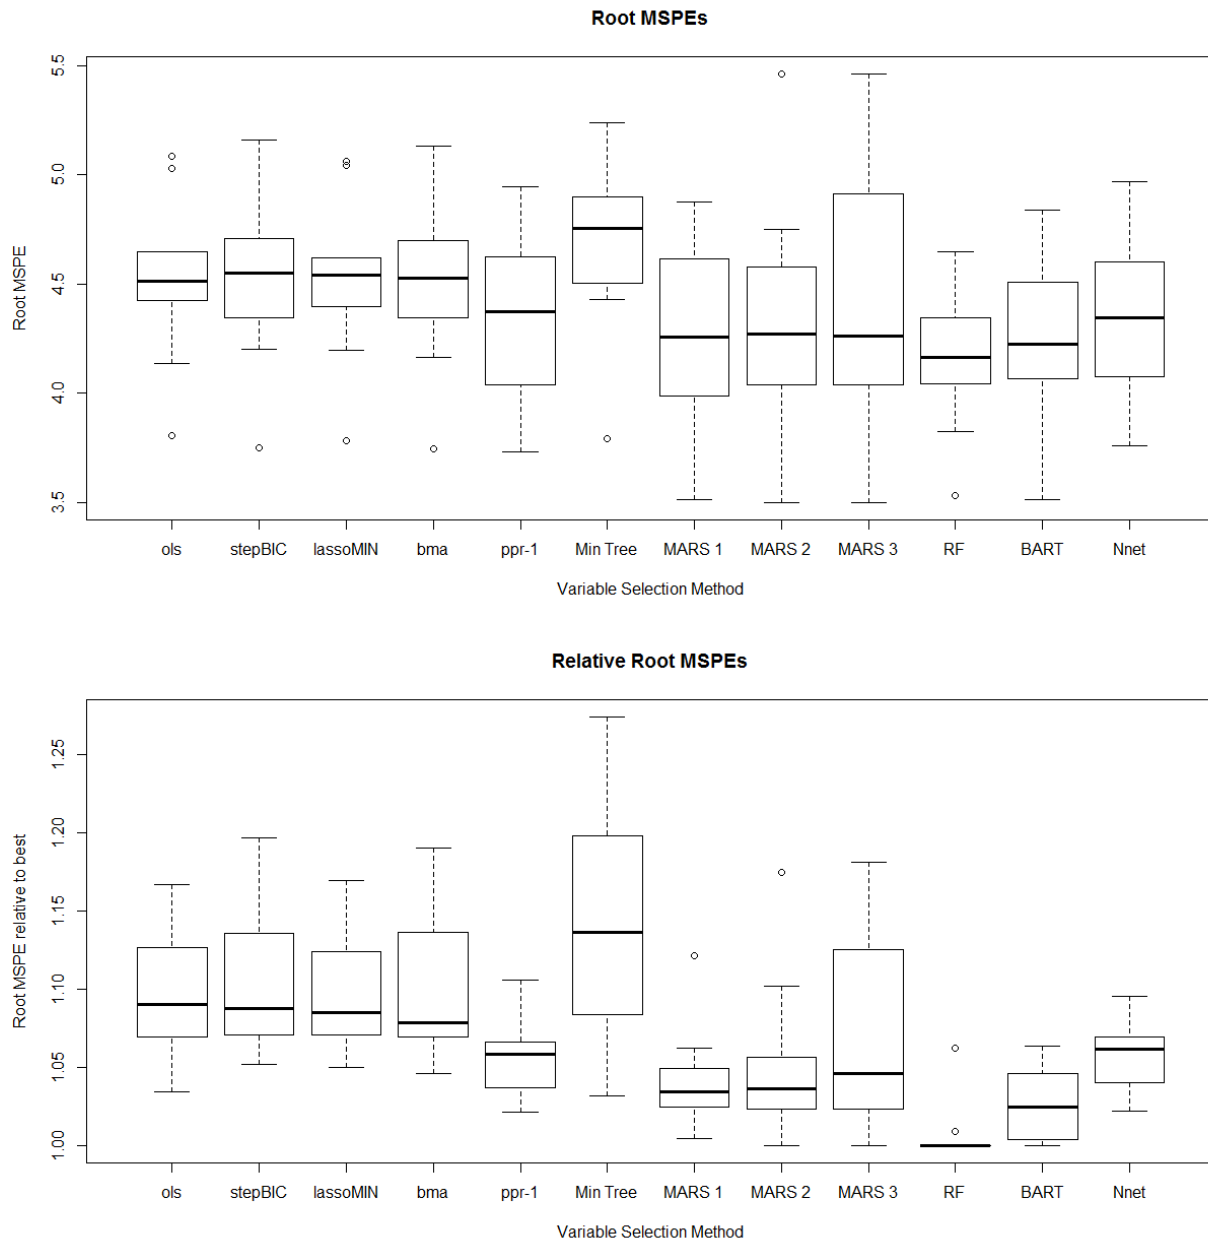 Root MSPEs
Root MSPE
5.5
5.0
4.5
4.0
3.5
ols stepBIC lassoMIN bma ppr-1 Min Tree MARS 1 MARS 2 MARS 3 RF BART Nnet
Variable Selection Method
Relative Root MSPEs
Root MSPE relative to best
1.25
1.20
1.15
1.10
1.05
1.00
ols stepBIC lassoMIN bma ppr-1 Min Tree MARS 1 MARS 2 MARS 3 RF BART Nnet
Variable Selection Method